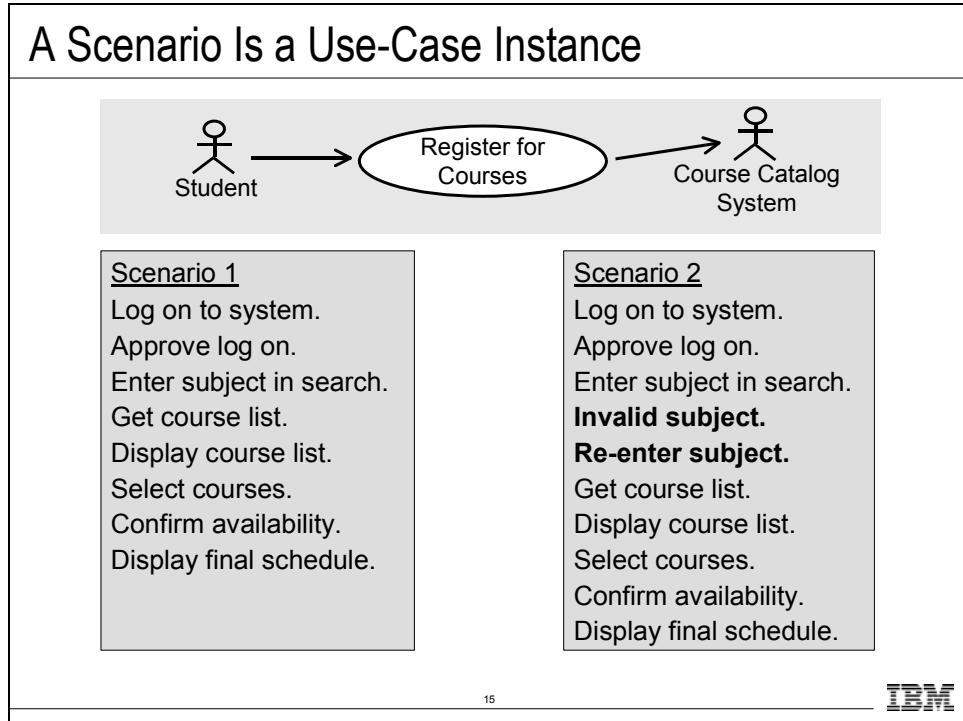 A Scenario Is a Use-Case Instance
Student
Register for
Courses
Course Catalog
System
Scenario 1
Log on to system.
Approve log on.
Enter subject in search.
Get course list.
Display course list.
Select courses.
Confirm availability.
Display final schedule.
Scenario 2
Log on to system.
Approve log on.
Enter subject in search.
Invalid subject.
Re-enter subject.
Get course list.
Display course list.
Select courses.
Confirm availability.
Display final schedule.
15
IBM